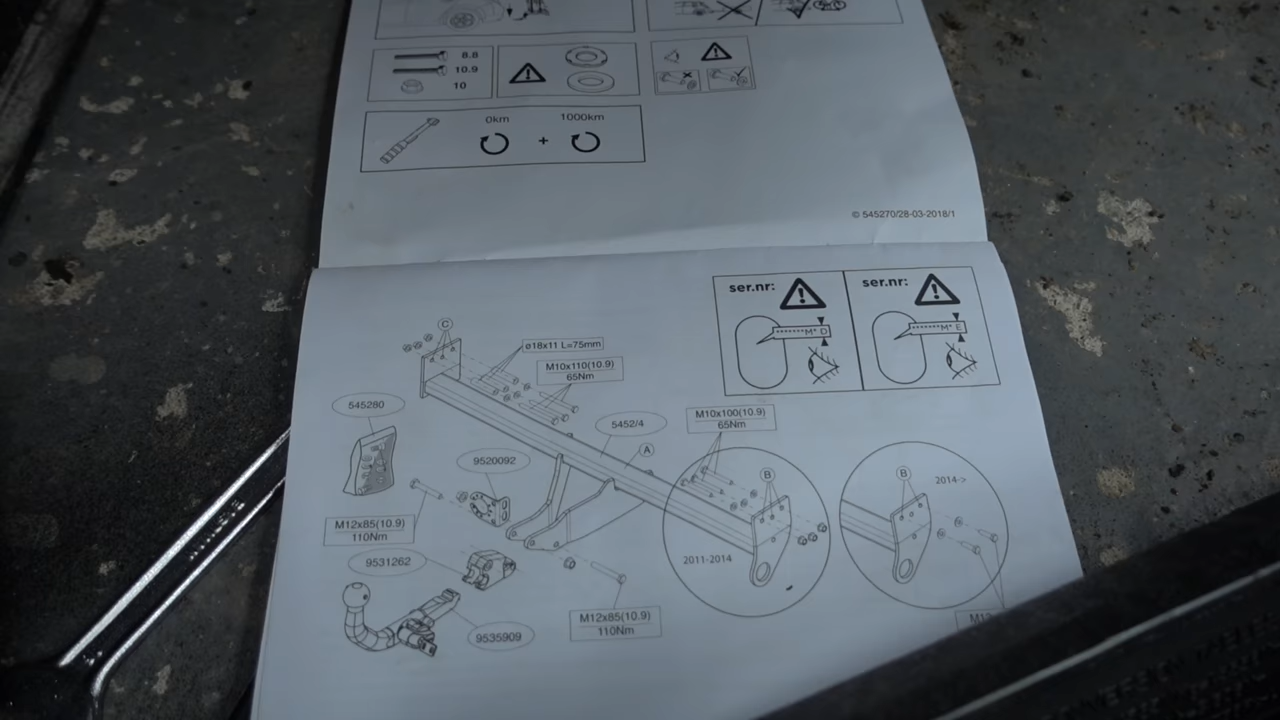 8.8
10.9
10
0km
1000km
+
© 545270/28-03-2018/1
ser.nr:
ser.nr:
*******M* D
*******M* E
C
ø18x11 L=75mm
M10x110(10.9)
65Nm
545280
5452/4
M10x100(10.9)
65Nm
A
9520092
B
B
2014->
M12x85(10.9)
110Nm
2011-2014
9531262
M12x85(10.9)
110Nm
9535909